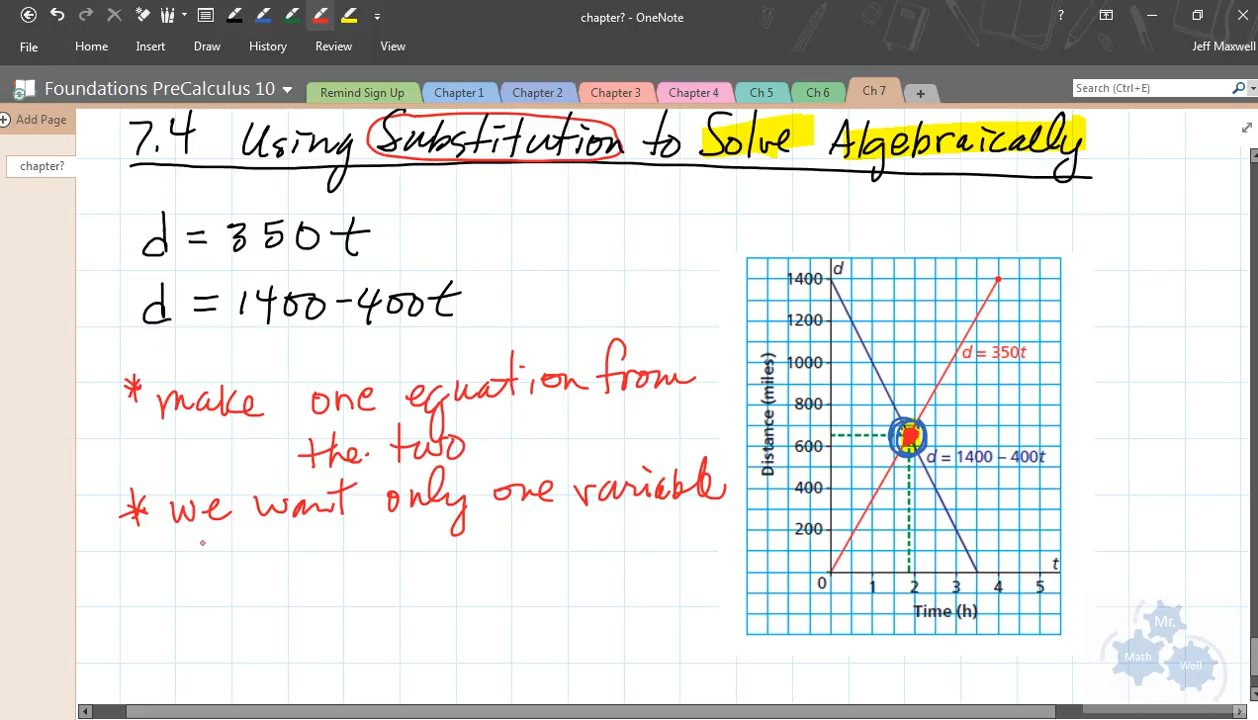 chapter? - OneNote
?
File Home Insert Draw History Review View
Jeff Maxwell
Foundations PreCalculus 10
Remind Sign Up Chapter 1 Chapter 2 Chapter 3 Chapter 4 Ch 5 Ch 6 Ch 7 +
Search (Ctrl+E)
Add Page
chapter?
7.4 Using Substitution to Solve Algebraically
d = 350t
d = 1400-400t
* make one equation from
the two
* we want only one variable
d
1400
1200
1000
800
600
400
200
0
1 2 3 4 5
t
d = 350t
d = 1400 – 400t
Distance (miles)
Time (h)
Mr.
Math
Well